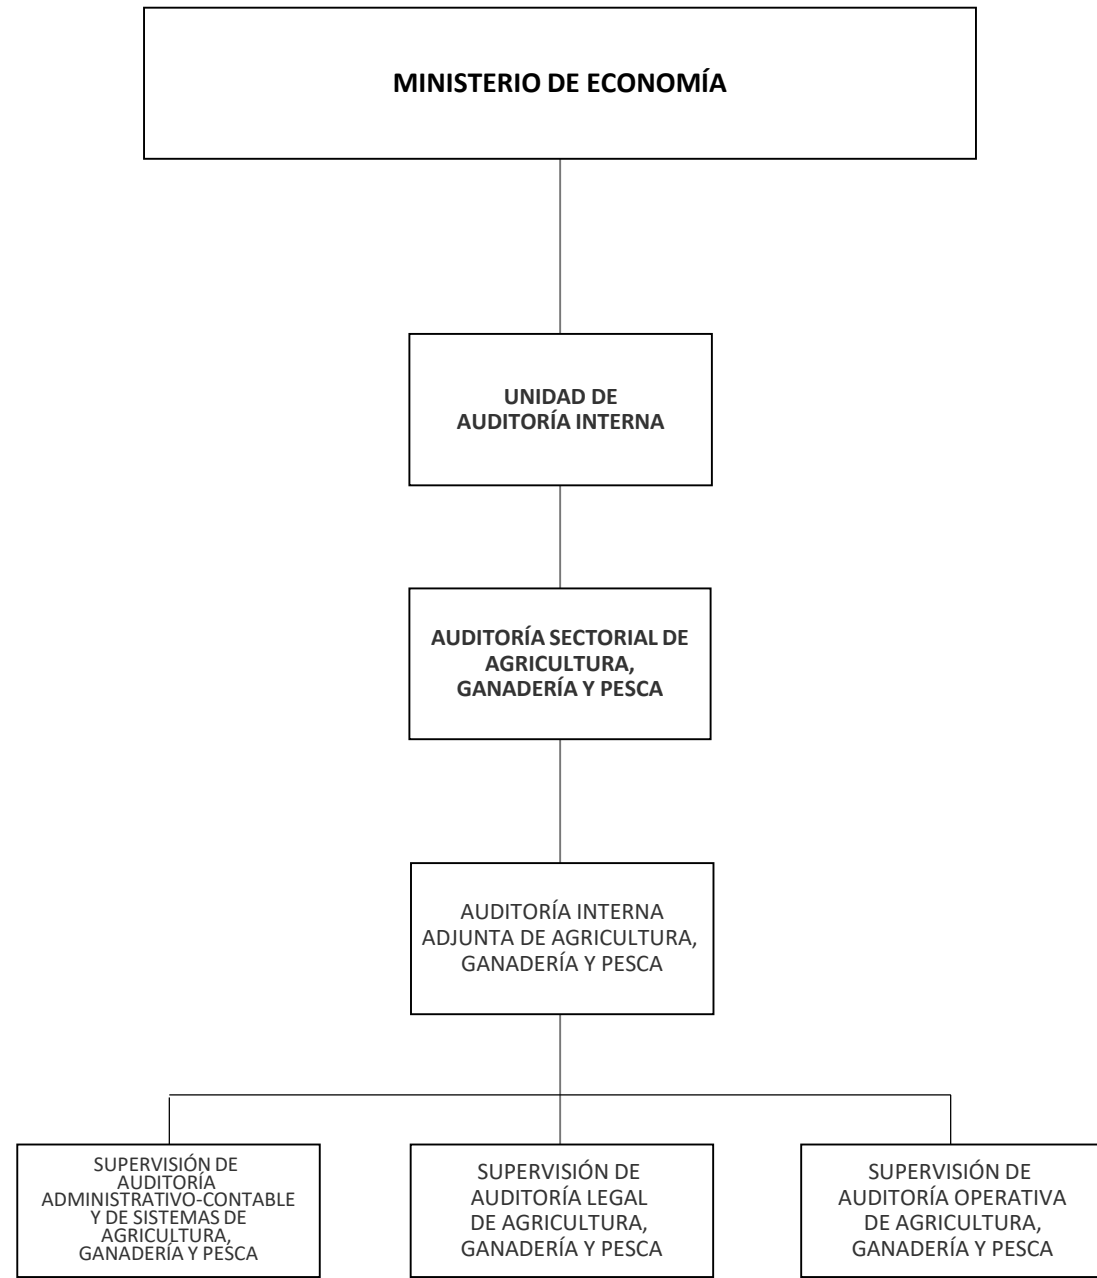 MINISTERIO DE ECONOMÍA
UNIDAD DE
AUDITORÍA INTERNA
AUDITORÍA SECTORIAL DE
AGRICULTURA,
GANADERÍA Y PESCA
AUDITORÍA INTERNA
ADJUNTA DE AGRICULTURA,
GANADERÍA Y PESCA
SUPERVISIÓN DE
AUDITORÍA
ADMINISTRATIVO-CONTABLE
Y DE SISTEMAS DE
AGRICULTURA,
GANADERÍA Y PESCA
SUPERVISIÓN DE
AUDITORÍA LEGAL
DE AGRICULTURA,
GANADERÍA Y PESCA
SUPERVISIÓN DE
AUDITORÍA OPERATIVA
DE AGRICULTURA,
GANADERÍA Y PESCA